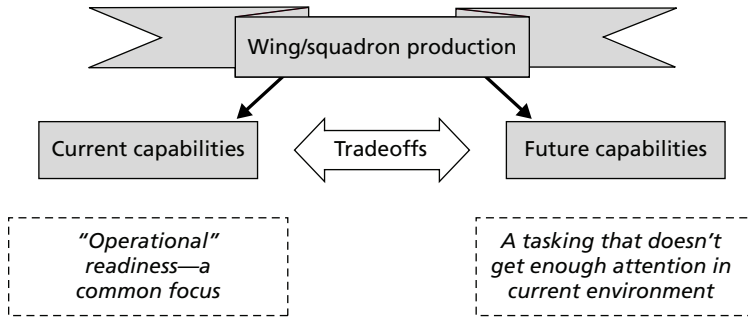 Wing/squadron production
Current capabilities
Tradeoffs
Future capabilities
“Operational”
readiness—a
common focus
A tasking that doesn’t
get enough attention in
current environment